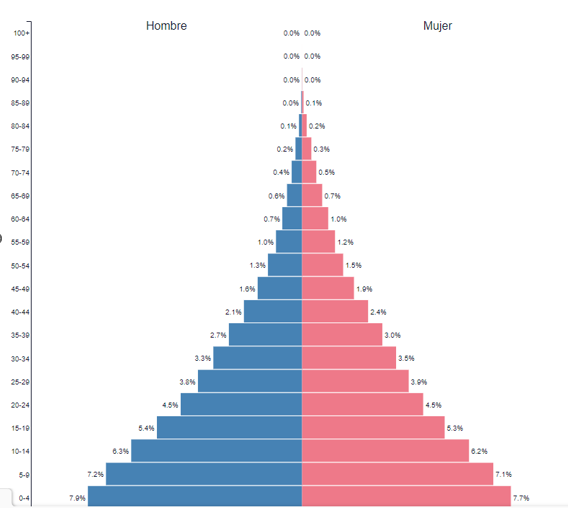 Hombre Mujer
100+ 0.0% 0.0%
95-99 0.0% 0.0%
90-94 0.0% 0.0%
85-89 0.0% 0.1%
80-84 0.1% 0.2%
75-79 0.2% 0.3%
70-74 0.4% 0.5%
65-69 0.6% 0.7%
60-64 0.7% 1.0%
55-59 1.0% 1.2%
50-54 1.3% 1.5%
45-49 1.6% 1.9%
40-44 2.1% 2.4%
35-39 2.7% 3.0%
30-34 3.3% 3.5%
25-29 3.8% 3.9%
20-24 4.5% 4.5%
15-19 5.4% 5.3%
10-14 6.3% 6.2%
5-9 7.2% 7.1%
0-4 7.9% 7.7%